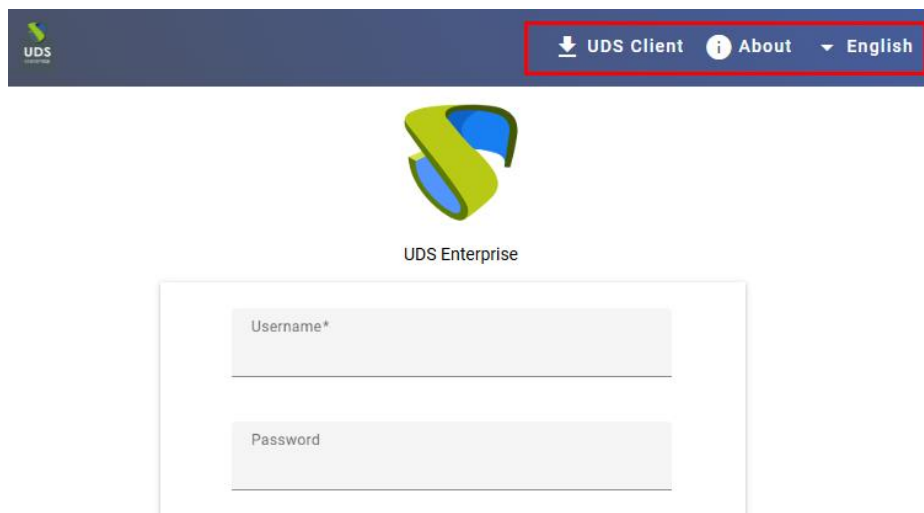 UDS
UDS Client About English
UDS Enterprise
Username*
Password